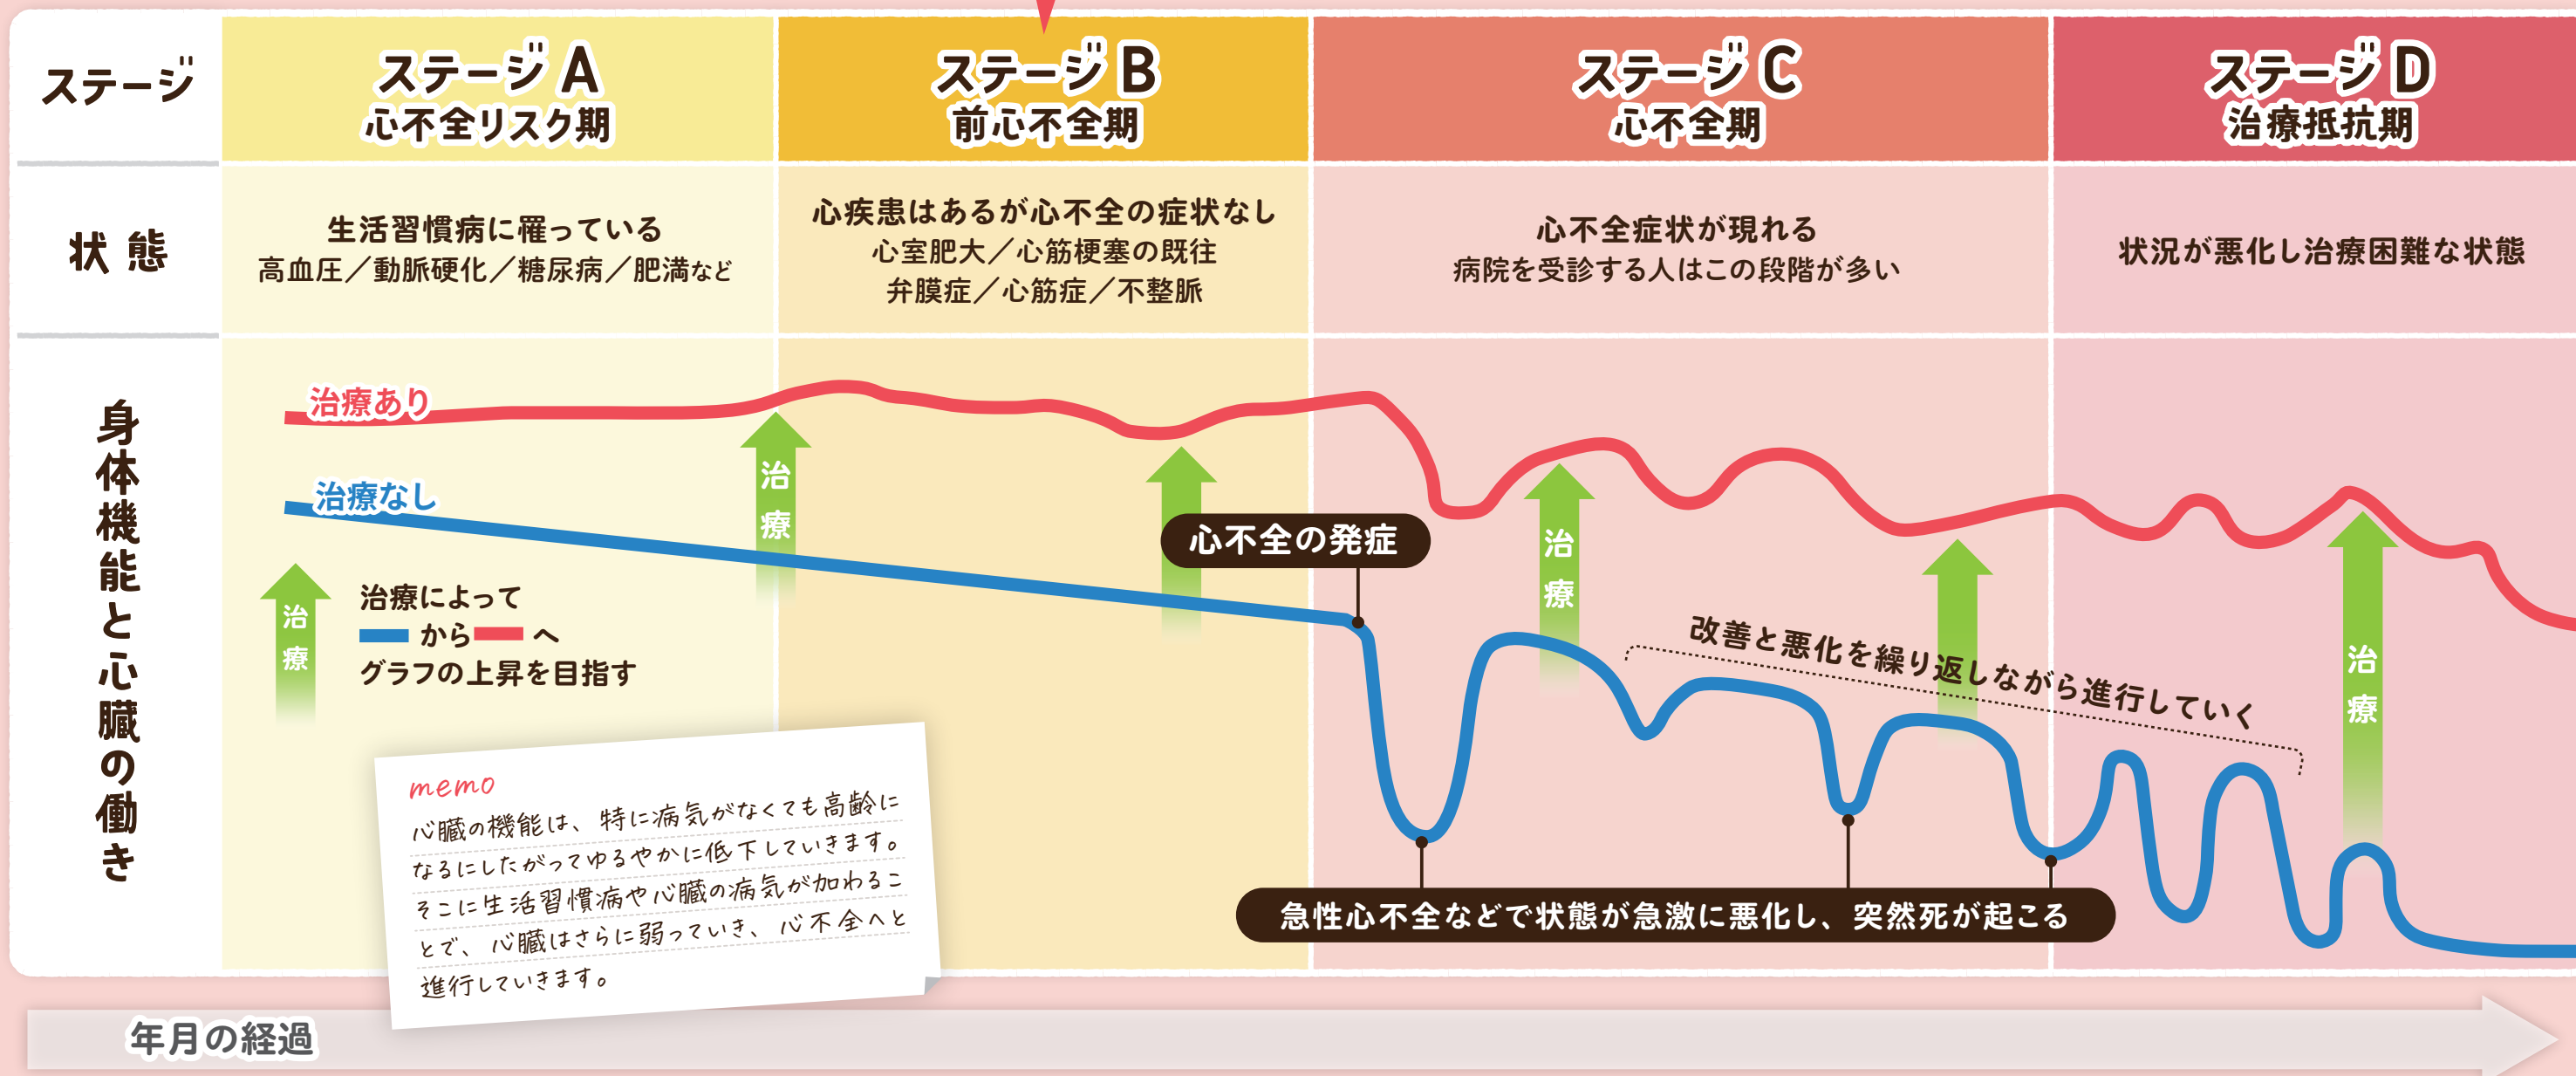 ステージ
ステージ A
心不全リスク期
ステージ B
前心不全期
ステージ C
心不全期
ステージ D
治療抵抗期
状 態
生活習慣病に罹っている
高血圧／動脈硬化／糖尿病／肥満など
心疾患はあるが心不全の症状なし
心室肥大／心筋梗塞の既往
弁膜症／心筋症／不整脈
心不全症状が現れる
病院を受診する人はこの段階が多い
状況が悪化し治療困難な状態
身体機能と心臓の働き
治療あり
治療なし
治療
治療によって
から へ
グラフの上昇を目指す
治療
心不全の発症
治療
改善と悪化を繰り返しながら進行していく
治療
急性心不全などで状態が急激に悪化し、突然死が起こる
memo
心臓の機能は、特に病気がなくても高齢に
なるにしたがってゆるやかに低下していきます。
そこに生活習慣病や心臓の病気が加わるこ
とで、心臓はさらに弱っていき、心不全へと
進行していきます。
年月の経過